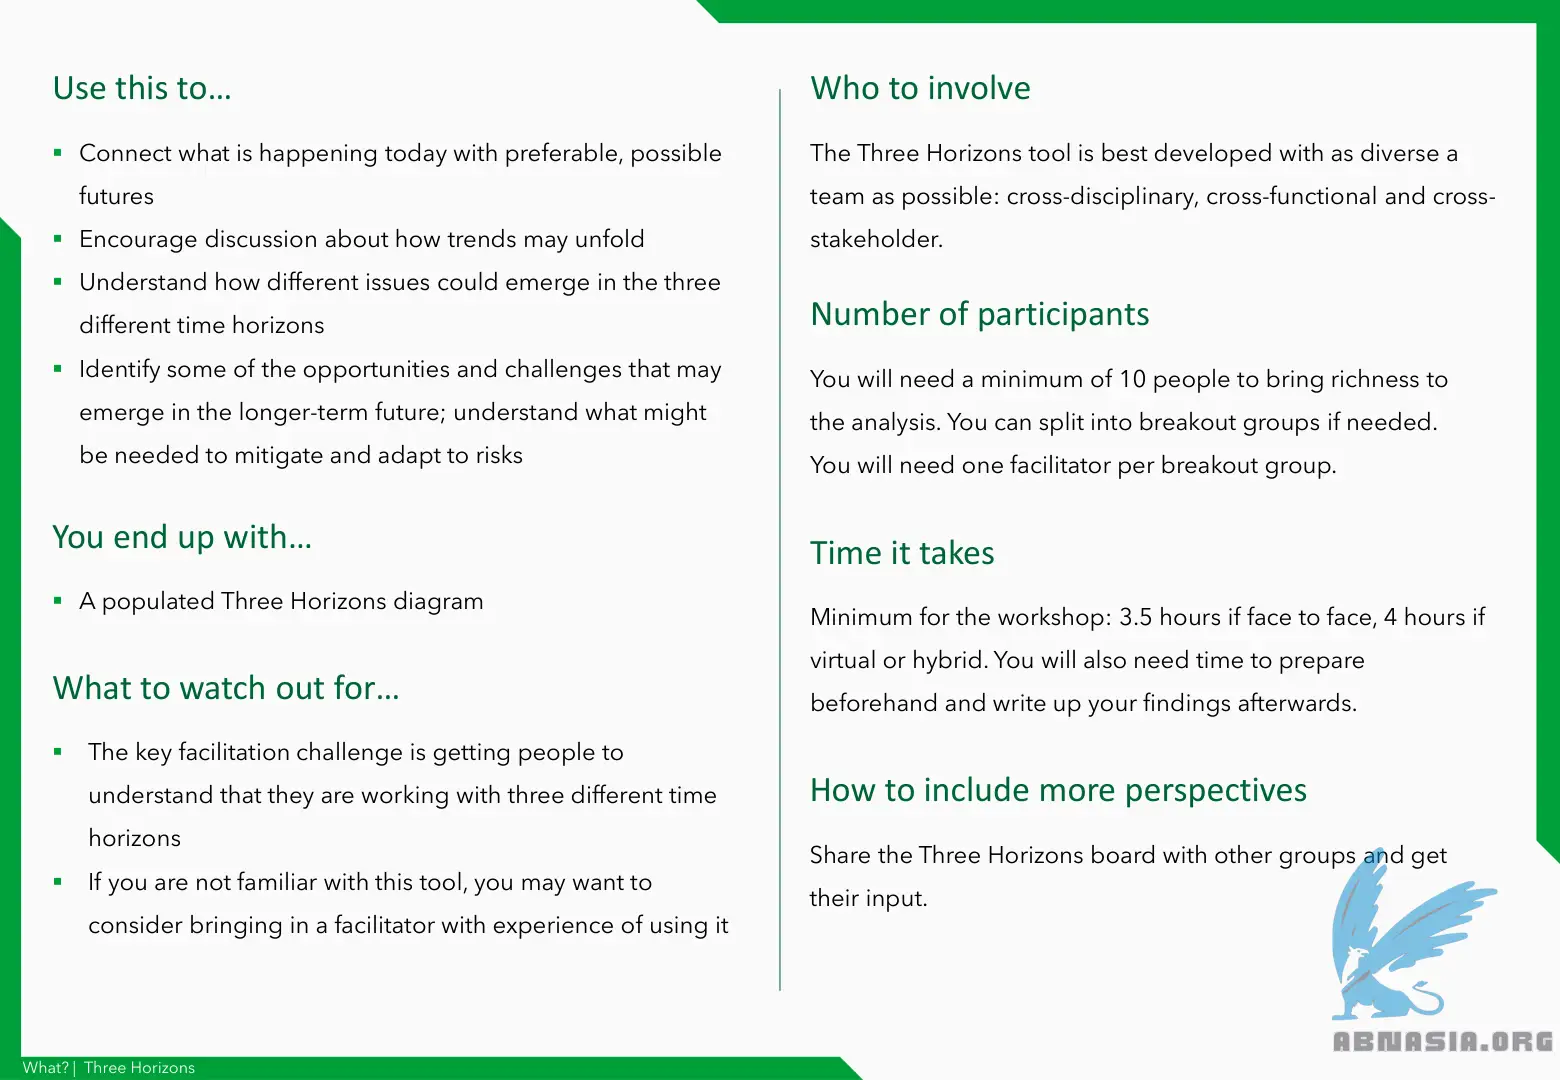 Use this to...
▪ Connect what is happening today with preferable, possible
futures
▪ Encourage discussion about how trends may unfold
▪ Understand how different issues could emerge in the three
different time horizons
▪ Identify some of the opportunities and challenges that may
emerge in the longer-term future; understand what might
be needed to mitigate and adapt to risks
You end up with...
▪ A populated Three Horizons diagram
What to watch out for...
▪ The key facilitation challenge is getting people to
understand that they are working with three different time
horizons
▪ If you are not familiar with this tool, you may want to
consider bringing in a facilitator with experience of using it
Who to involve
The Three Horizons tool is best developed with as diverse a
team as possible: cross-disciplinary, cross-functional and cross-
stakeholder.
Number of participants
You will need a minimum of 10 people to bring richness to
the analysis. You can split into breakout groups if needed.
You will need one facilitator per breakout group.
Time it takes
Minimum for the workshop: 3.5 hours if face to face, 4 hours if
virtual or hybrid. You will also need time to prepare
beforehand and write up your findings afterwards.
How to include more perspectives
Share the Three Horizons board with other groups and get
their input.
ABNASIA.ORG
What? | Three Horizons